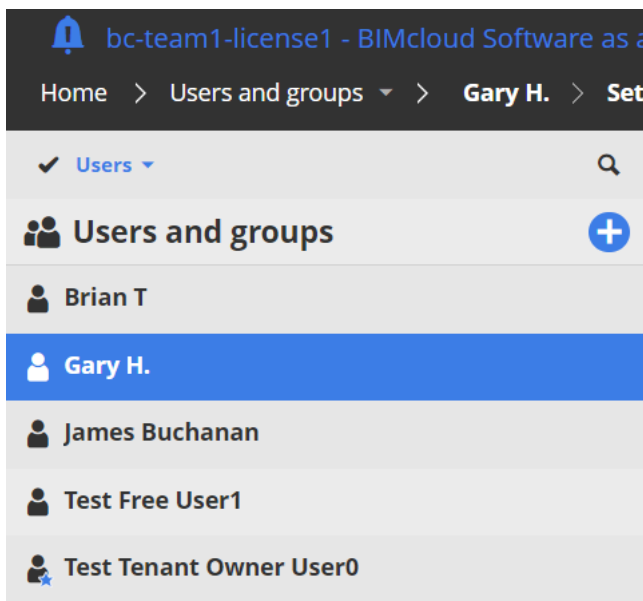 bc-team1-license1 - BIMcloud Software as a
Home > Users and groups > Gary H. > Set
Users
Users and groups
Brian T
Gary H.
James Buchanan
Test Free User1
Test Tenant Owner User0